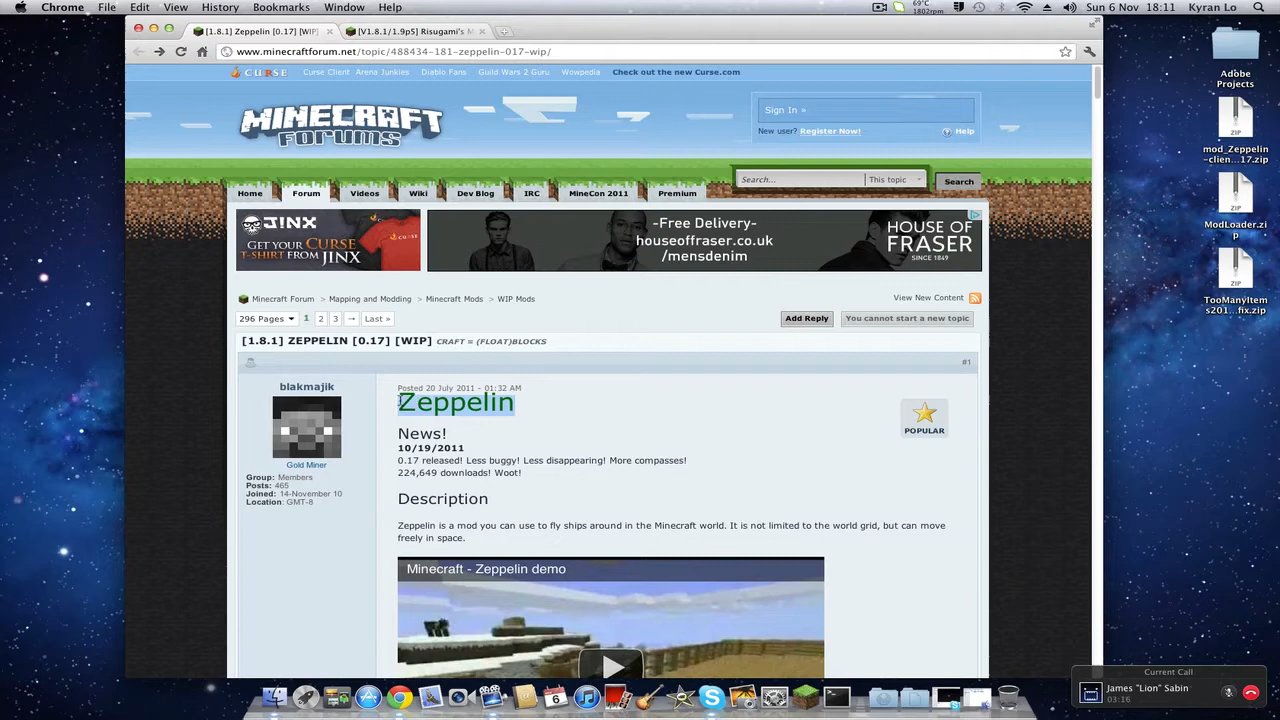 Chrome File Edit View History Bookmarks Window Help
69°C
1802rpm
Sun 6 Nov 18:11 Kyran Lo
[1.8.1] Zeppelin [0.17] [WIP]
[V1.8.1/1.9p5] Risugami's M
www.minecraftforum.net/topic/488434-181-zeppelin-017-wip/
CURSE Curse Client Arena Junkies Diablo Fans Guild Wars 2 Guru Wowpedia Check out the new Curse.com
MINECRAFT
FORUMS
Sign In »
New user? Register Now!
Help
Search...
This topic
Search
Home Forum Videos Wiki Dev Blog IRC MineCon 2011 Premium
JINX
GET YOUR CURSE
T-SHIRT FROM JINX
-Free Delivery-
houseoffraser.co.uk
/mensdenim
HOUSE OF
FRASER
SINCE 1849
Minecraft Forum > Mapping and Modding > Minecraft Mods > WIP Mods
View New Content
296 Pages 1 2 3 → Last »
Add Reply
You cannot start a new topic
[1.8.1] ZEPPELIN [0.17] [WIP] CRAFT = (FLOAT)BLOCKS
#1
blakmajik
Gold Miner
Group: Members
Posts: 465
Joined: 14-November 10
Location: GMT-8
Posted 20 July 2011 - 01:32 AM
Zeppelin
POPULAR
News!
10/19/2011
0.17 released! Less buggy! Less disappearing! More compasses!
224,649 downloads! Woot!
Description
Zeppelin is a mod you can use to fly ships around in the Minecraft world. It is not limited to the world grid, but can move
freely in space.
Minecraft - Zeppelin demo
Adobe
Projects
ZIP
mod_Zeppelin
-clien...17.zip
ZIP
ModLoader.zi
p
ZIP
TooManyItem
s201...fix.zip
Current Call
James "Lion" Sabin
03:16